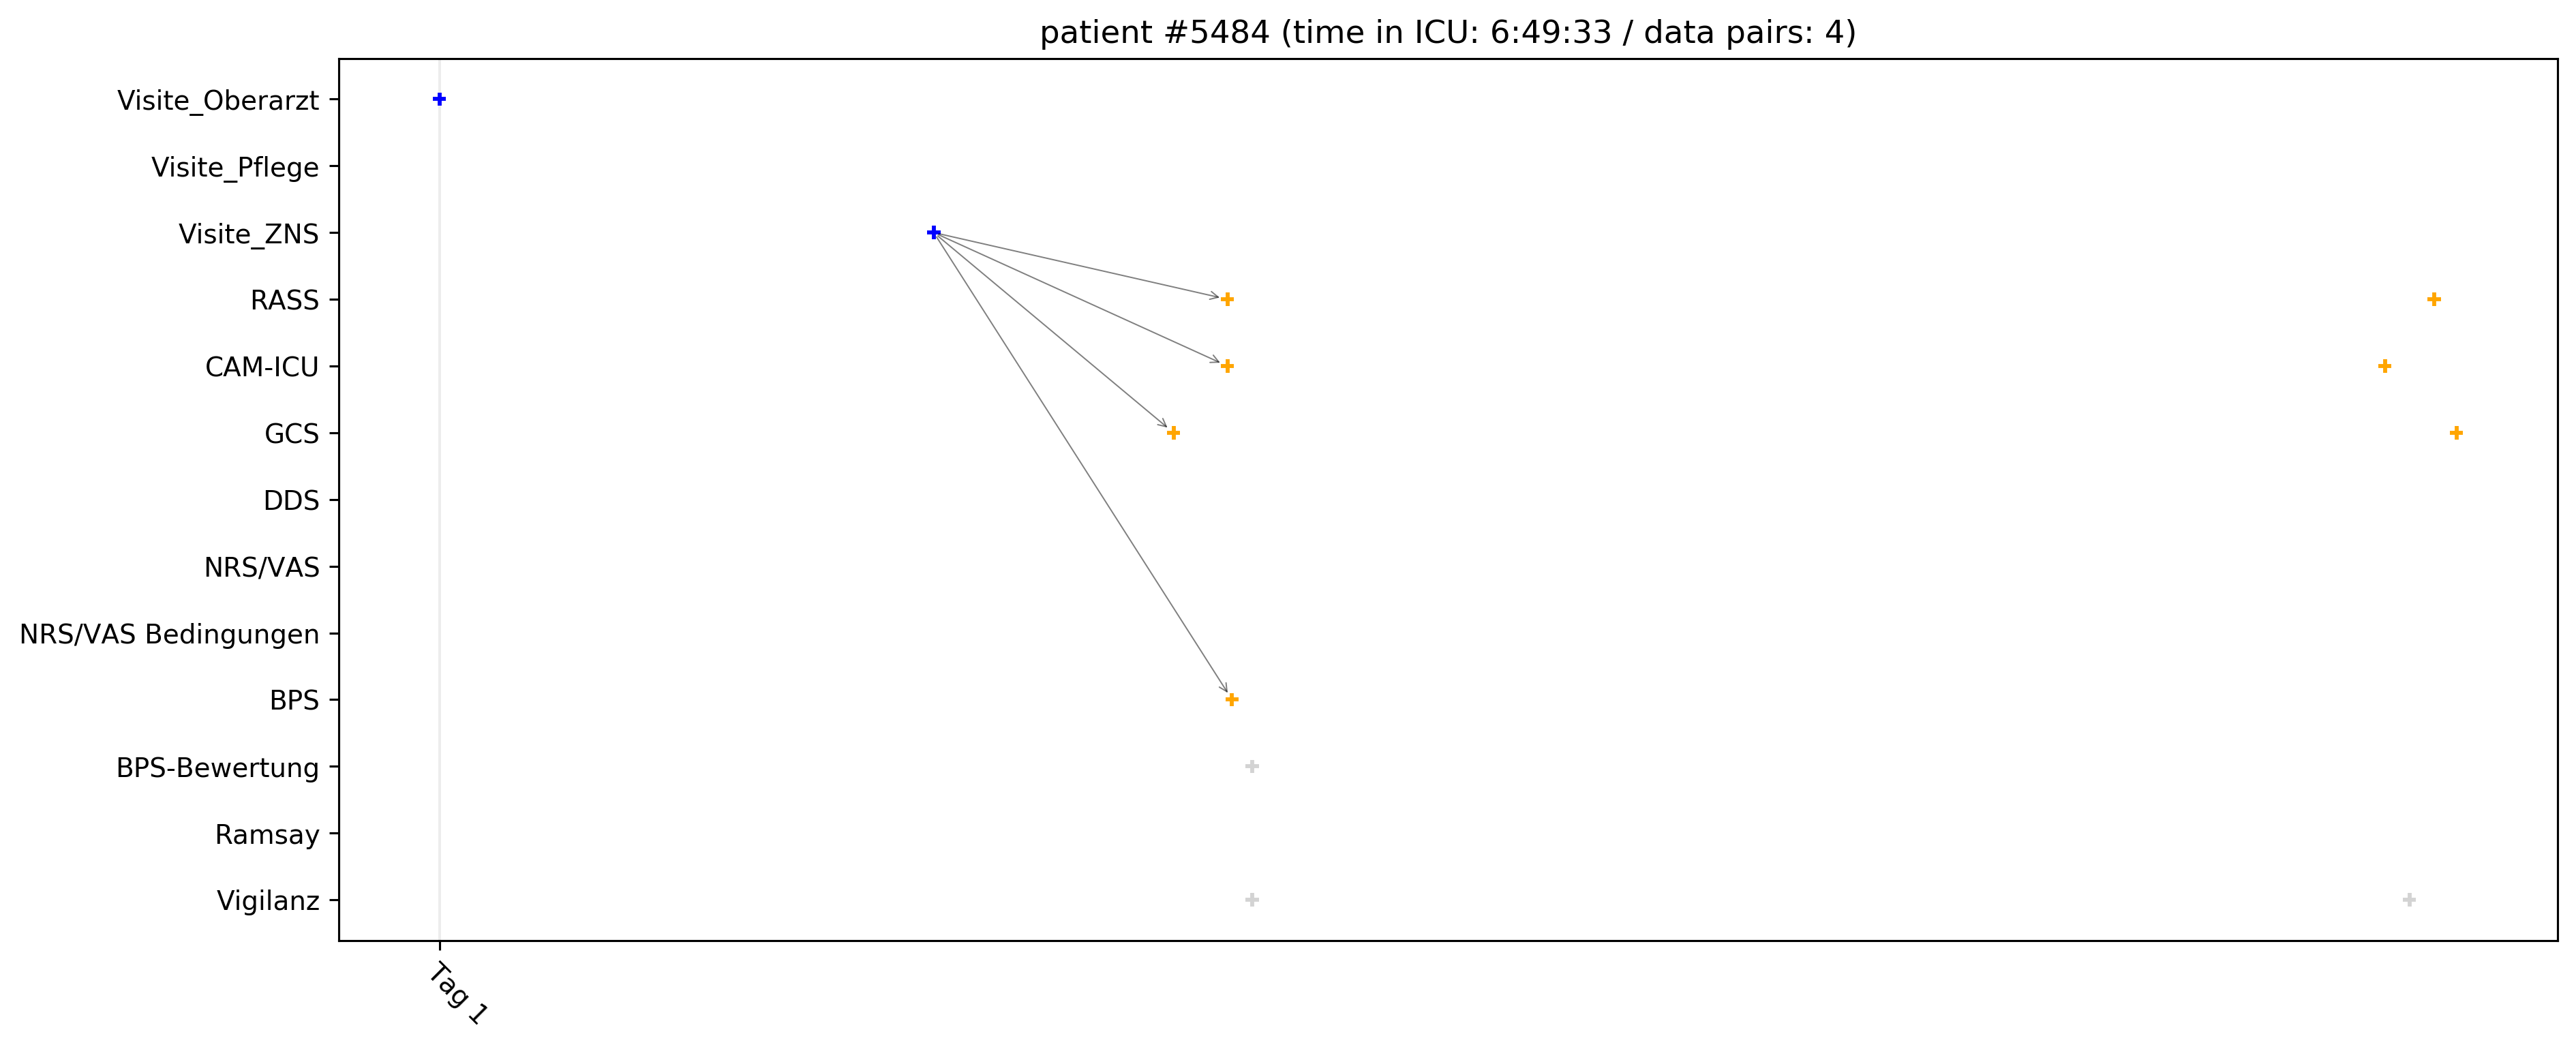 patient #5484 (time in ICU: 6:49:33 / data pairs: 4)
Visite_Oberarzt
Visite_Pflege
Visite_ZNS
RASS
CAM-ICU
GCS
DDS
NRS/VAS
NRS/VAS Bedingungen
BPS
BPS-Bewertung
Ramsay
Vigilanz
Tag 1